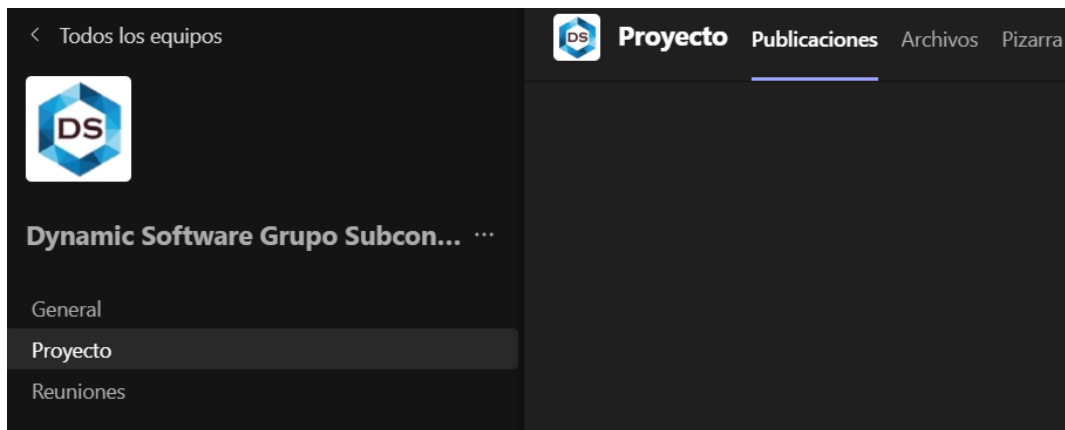 Todos los equipos
DS
Dynamic Software Grupo Subcon... ...
General
Proyecto
Reuniones
DS Proyecto Publicaciones Archivos Pizarra